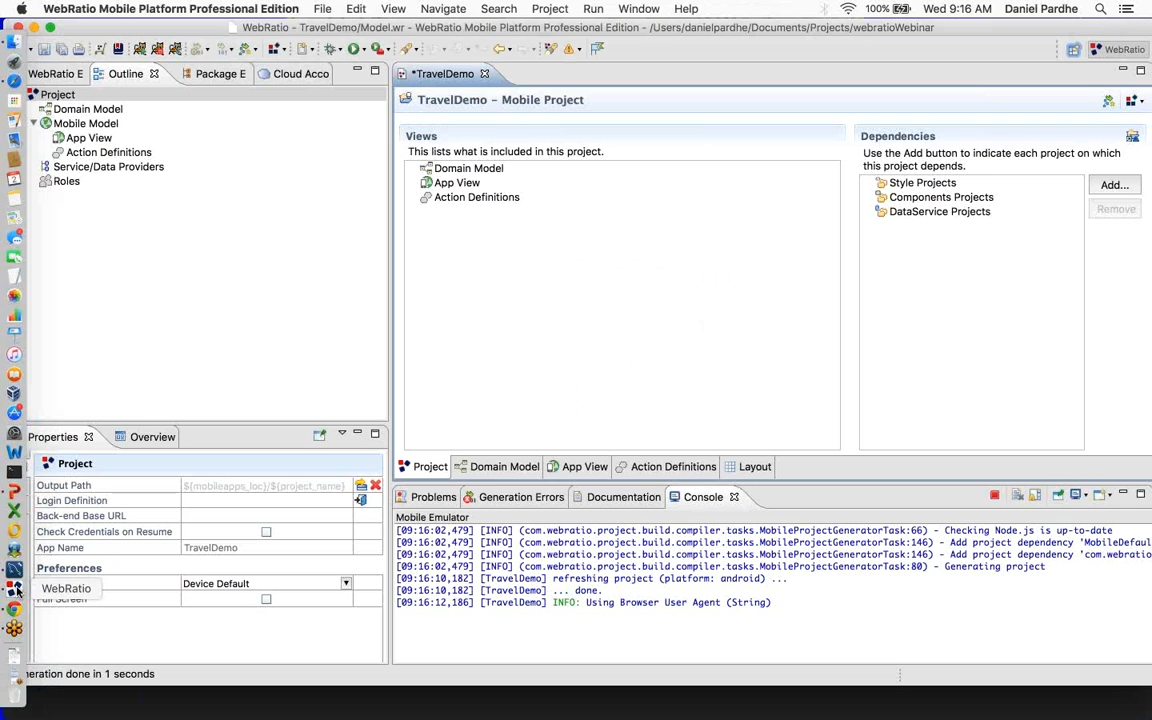 WebRatio Mobile Platform Professional Edition File Edit View Navigate Search Project Run Window Help 100% Wed 9:16 AM Daniel Pardhe
WebRatio - TravelDemo/Model.wr - WebRatio Mobile Platform Professional Edition - /Users/danielpardhe/Documents/Projects/webratioWebinar
WebRatio
WebRatio E Outline Package E Cloud Acco
Project
Domain Model
Mobile Model
App View
Action Definitions
Service/Data Providers
Roles
*TravelDemo
TravelDemo – Mobile Project
Views
This lists what is included in this project.
Domain Model
App View
Action Definitions
Dependencies
Use the Add button to indicate each project on which
this project depends.
Style Projects
Components Projects
DataService Projects
Add...
Remove
Project Domain Model App View Action Definitions Layout
Properties Overview
Project
Output Path ${mobileapps_loc}/${project_name}
Login Definition
Back-end Base URL
Check Credentials on Resume
App Name TravelDemo
Preferences
Device Default
WebRatio
Problems Generation Errors Documentation Console
Mobile Emulator
[09:16:02,479] [INFO] (com.webratio.project.build.compiler.tasks.MobileProjectGeneratorTask:66) - Checking Node.js is up-to-date
[09:16:02,479] [INFO] (com.webratio.project.build.compiler.tasks.MobileProjectGeneratorTask:146) - Add project dependency 'MobileDefaul
[09:16:02,479] [INFO] (com.webratio.project.build.compiler.tasks.MobileProjectGeneratorTask:146) - Add project dependency 'com.webratio
[09:16:02,479] [INFO] (com.webratio.project.build.compiler.tasks.MobileProjectGeneratorTask:80) - Generating project
[09:16:10,182] [TravelDemo] refreshing project (platform: android) ...
[09:16:10,182] [TravelDemo] ... done.
[09:16:12,186] [TravelDemo] INFO: Using Browser User Agent (String)
neration done in 1 seconds